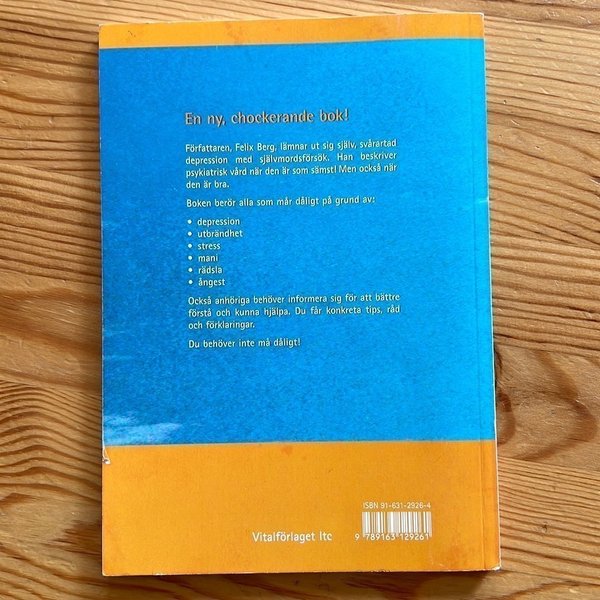 En ny, chockerande bok!
Författaren, Felix Berg, lämnar ut sig själv, svårartad
depression med självmordsförsök. Han beskriver
psykiatrisk vård när den är som sämst! Men också när
den är bra.
Boken berör alla som mår dåligt på grund av:
• depression
• utbrändhet
• stress
• mani
• rädsla
• ångest
Också anhöriga behöver informera sig för att bättre
förstå och kunna hjälpa. Du får konkreta tips, råd
och förklaringar.
Du behöver inte må dåligt!
ISBN 91-631-2926-4
Vitalförlaget ltc
9 789163 129261